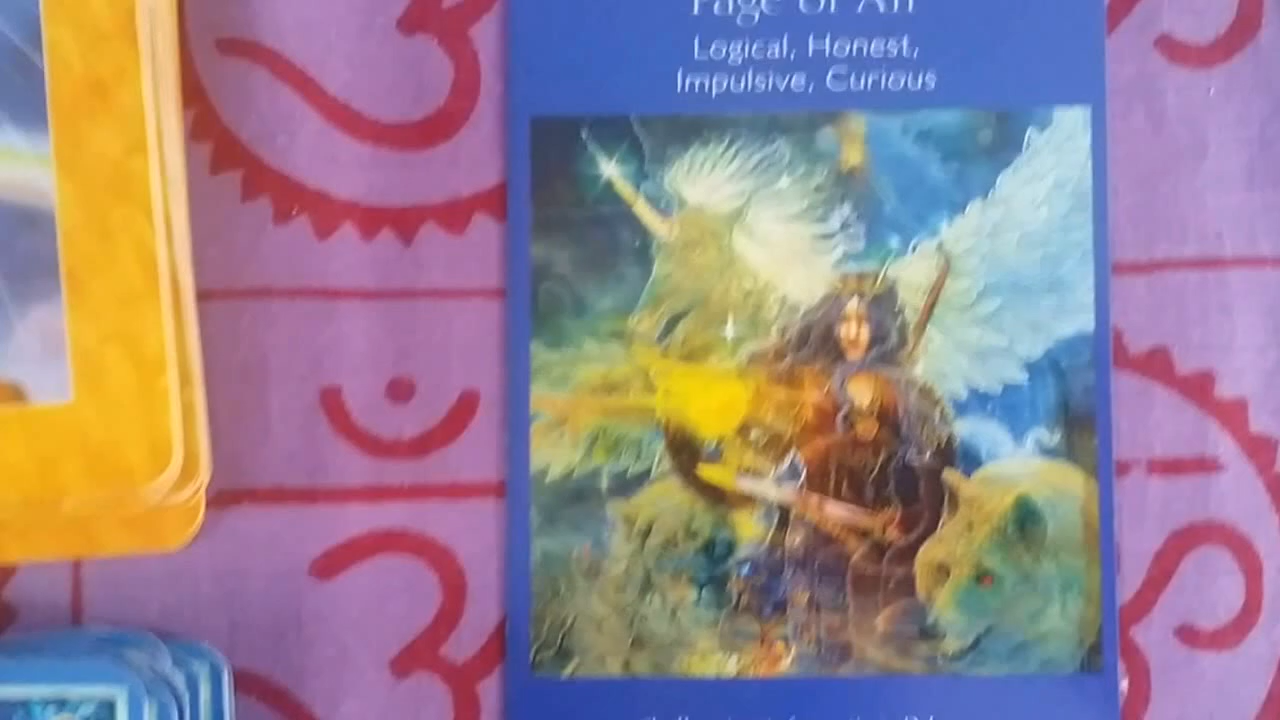 Page of Air
Logical, Honest,
Impulsive, Curious